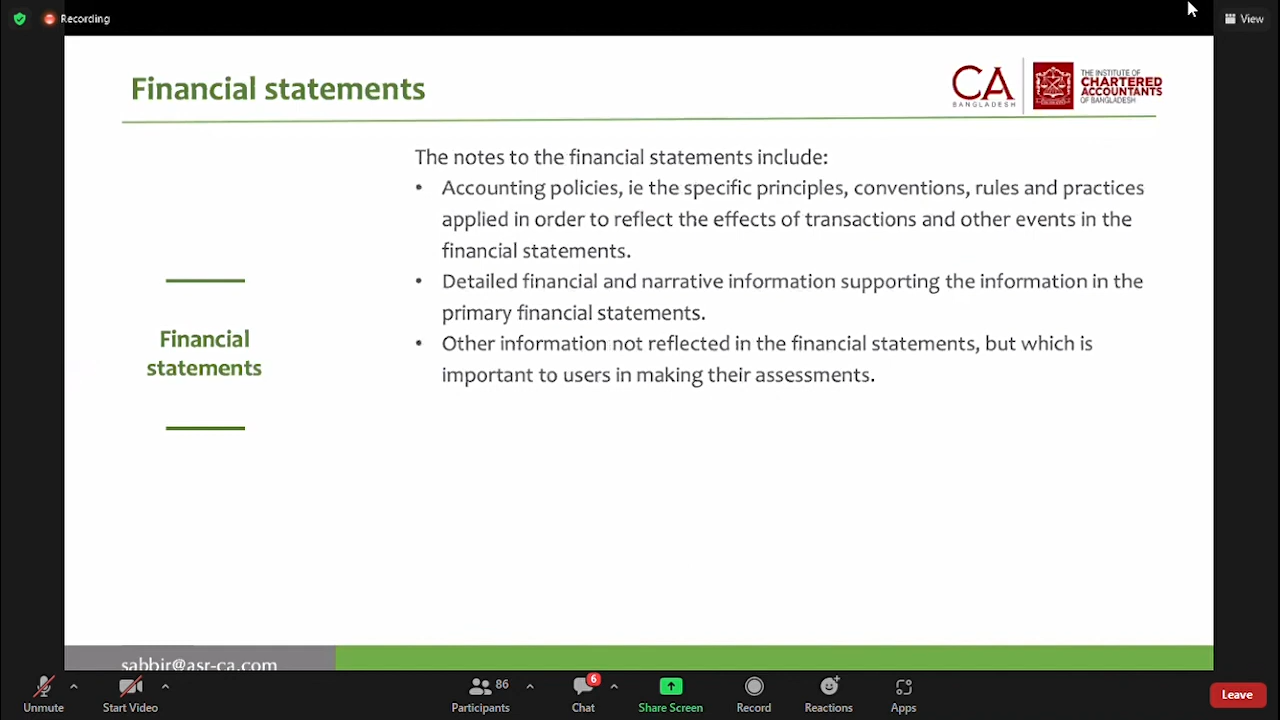 Recording
View
Financial statements
CA
BANGLADESH
THE INSTITUTE OF
CHARTERED
ACCOUNTANTS
OF BANGLADESH
The notes to the financial statements include:
• Accounting policies, ie the specific principles, conventions, rules and practices
applied in order to reflect the effects of transactions and other events in the
financial statements.
• Detailed financial and narrative information supporting the information in the
primary financial statements.
• Other information not reflected in the financial statements, but which is
important to users in making their assessments.
Financial
statements
sabbir@asr-ca.com
86
6
Unmute
Start Video
Participants
Chat
Share Screen
Record
Reactions
Apps
Leave